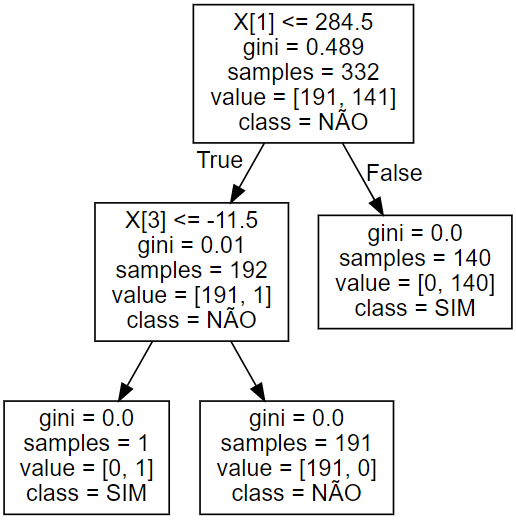 X[1] <= 284.5
gini = 0.489
samples = 332
value = [191, 141]
class = NÃO
True
False
X[3] <= -11.5
gini = 0.01
samples = 192
value = [191, 1]
class = NÃO
gini = 0.0
samples = 140
value = [0, 140]
class = SIM
gini = 0.0
samples = 1
value = [0, 1]
class = SIM
gini = 0.0
samples = 191
value = [191, 0]
class = NÃO